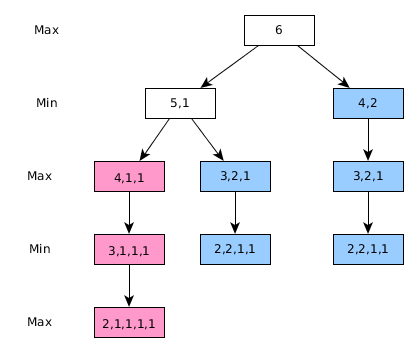 Max 6
Min 5,1 4,2
Max 4,1,1 3,2,1 3,2,1
Min 3,1,1,1 2,2,1,1 2,2,1,1
Max 2,1,1,1,1